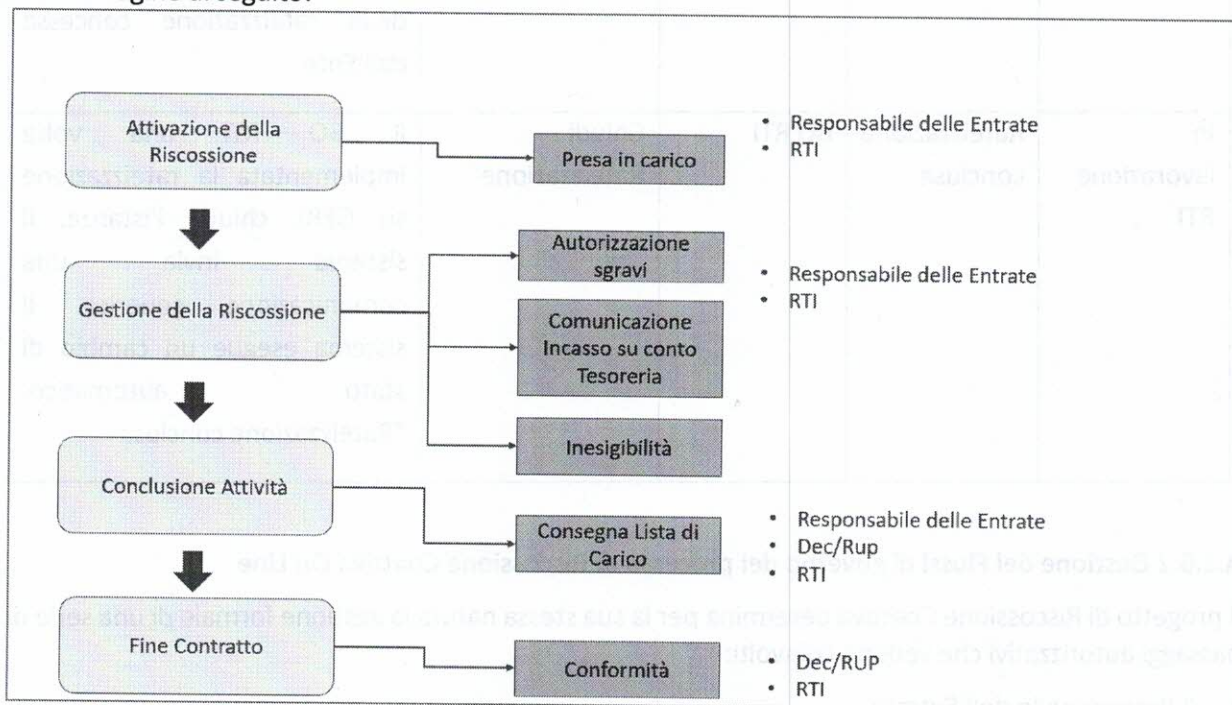 Attivazione della
Riscossione
Presa in carico
• Responsabile delle Entrate
• RTI
Gestione della Riscossione
Autorizzazione
sgravi
Comunicazione
Incasso su conto
Tesoreria
Inesigibilità
• Responsabile delle Entrate
• RTI
Conclusione Attività
Consegna Lista di
Carico
• Responsabile delle Entrate
• Dec/Rup
• RTI
Fine Contratto
Conformità
• Dec/RUP
• RTI